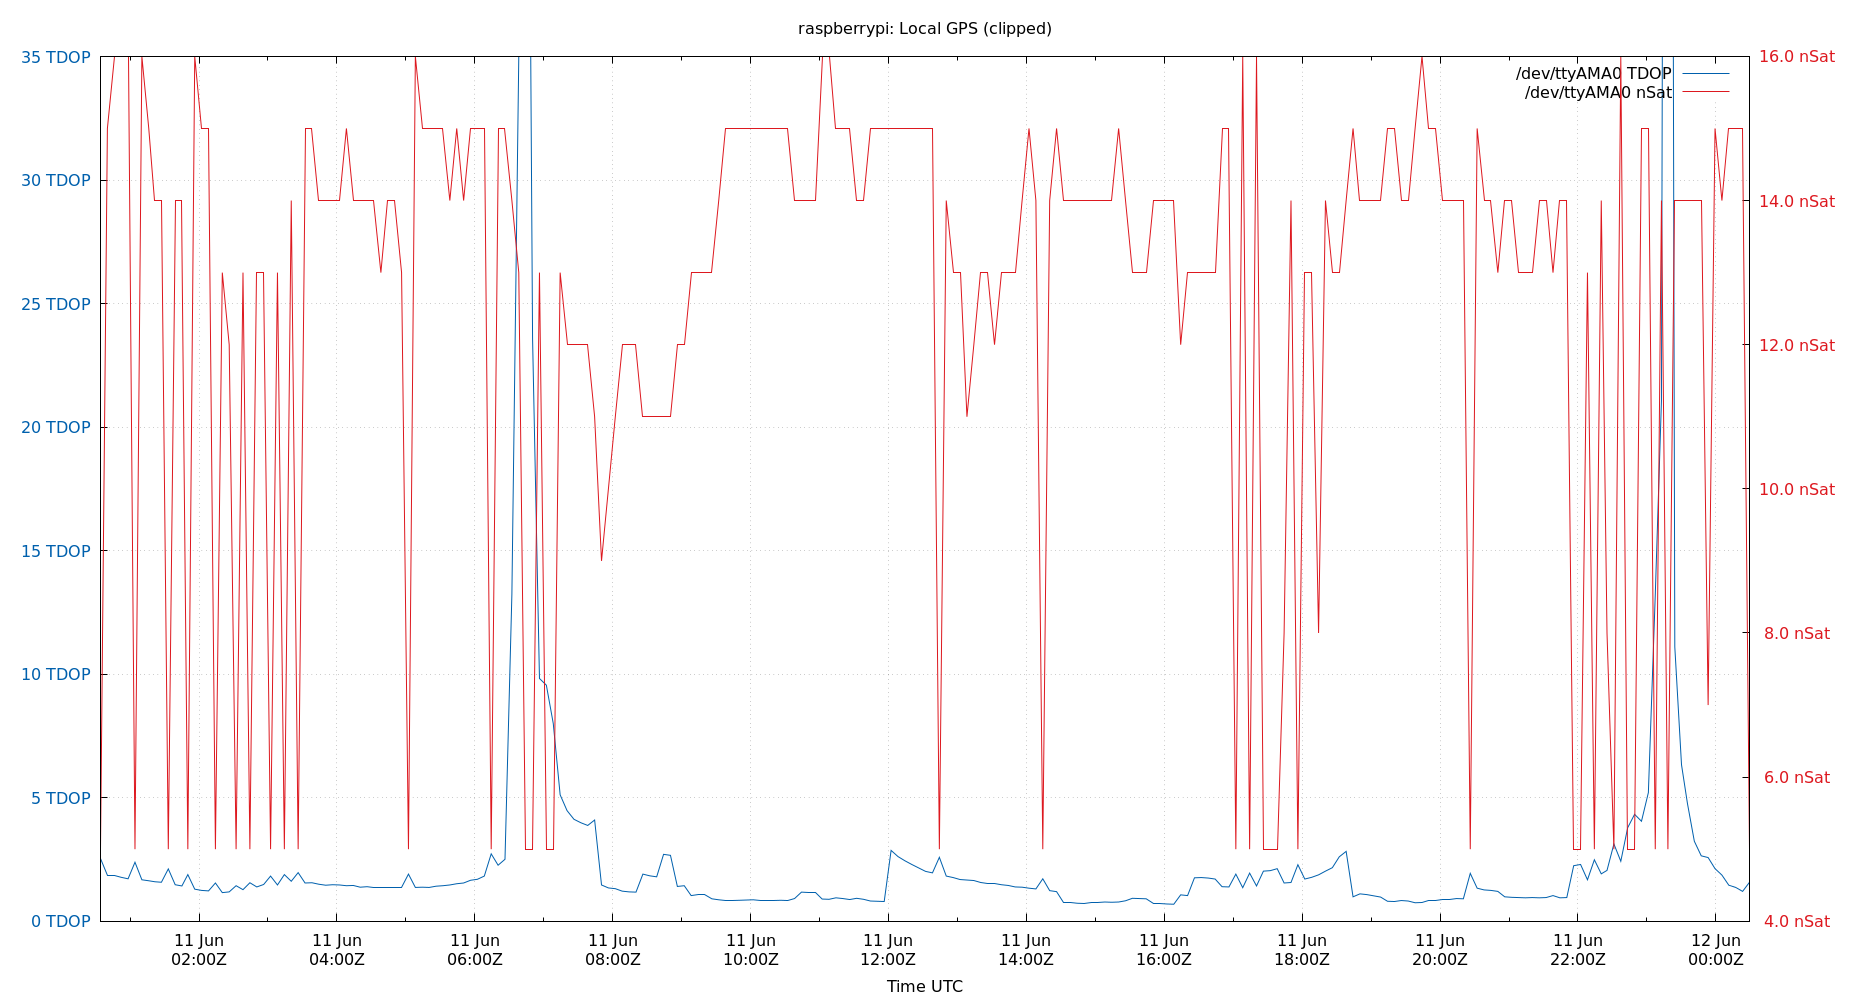 raspberrypi: Local GPS (clipped)
35 TDOP
30 TDOP
25 TDOP
20 TDOP
15 TDOP
10 TDOP
5 TDOP
0 TDOP
/dev/ttyAMA0 TDOP
/dev/ttyAMA0 nSat
16.0 nSat
14.0 nSat
12.0 nSat
10.0 nSat
8.0 nSat
6.0 nSat
4.0 nSat
11 Jun 11 Jun 11 Jun 11 Jun 11 Jun 11 Jun 11 Jun 11 Jun 11 Jun 11 Jun 11 Jun 12 Jun
02:00Z 04:00Z 06:00Z 08:00Z 10:00Z 12:00Z 14:00Z 16:00Z 18:00Z 20:00Z 22:00Z 00:00Z
Time UTC